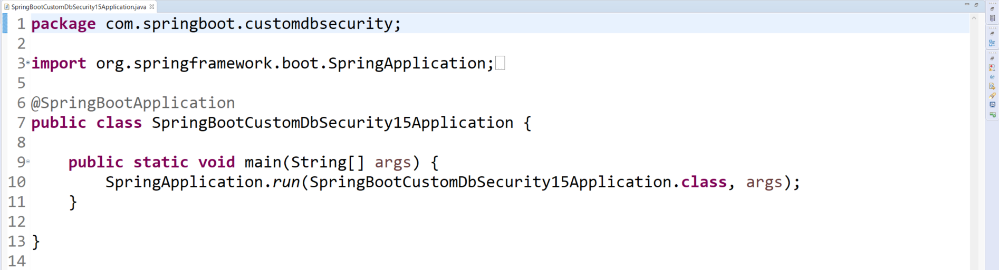 SpringBootCustomDbSecurity15Application.java
1 package com.springboot.customdbsecurity;
2
3 import org.springframework.boot.SpringApplication;
5
6 @SpringBootApplication
7 public class SpringBootCustomDbSecurity15Application {
8
9 public static void main(String[] args) {
10 SpringApplication.run(SpringBootCustomDbSecurity15Application.class, args);
11 }
12
13 }
14